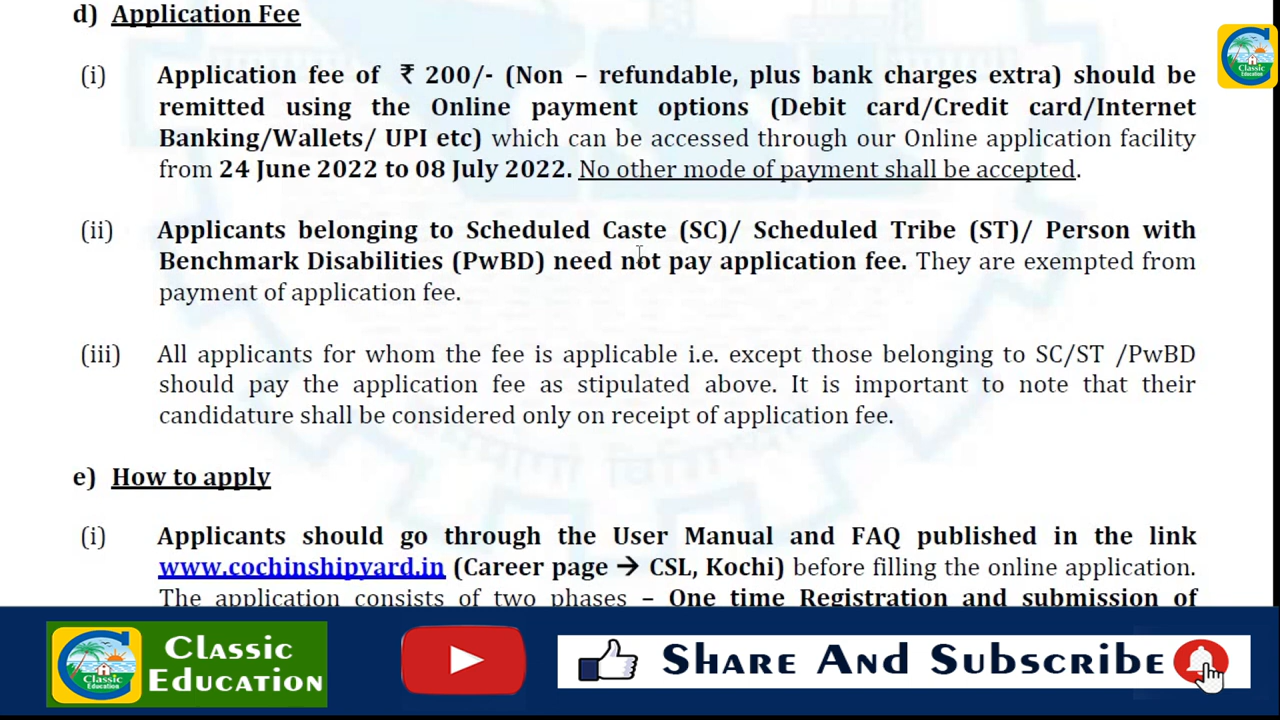 d) Application Fee
(i) Application fee of ₹ 200/- (Non – refundable, plus bank charges extra) should be
remitted using the Online payment options (Debit card/Credit card/Internet
Banking/Wallets/ UPI etc) which can be accessed through our Online application facility
from 24 June 2022 to 08 July 2022. No other mode of payment shall be accepted.
(ii) Applicants belonging to Scheduled Caste (SC)/ Scheduled Tribe (ST)/ Person with
Benchmark Disabilities (PwBD) need not pay application fee. They are exempted from
payment of application fee.
(iii) All applicants for whom the fee is applicable i.e. except those belonging to SC/ST /PwBD
should pay the application fee as stipulated above. It is important to note that their
candidature shall be considered only on receipt of application fee.
e) How to apply
(i) Applicants should go through the User Manual and FAQ published in the link
www.cochinshipyard.in (Career page → CSL, Kochi) before filling the online application.
The application consists of two phases – One time Registration and submission of
Classic
Education
Classic
Education
Share And Subscribe